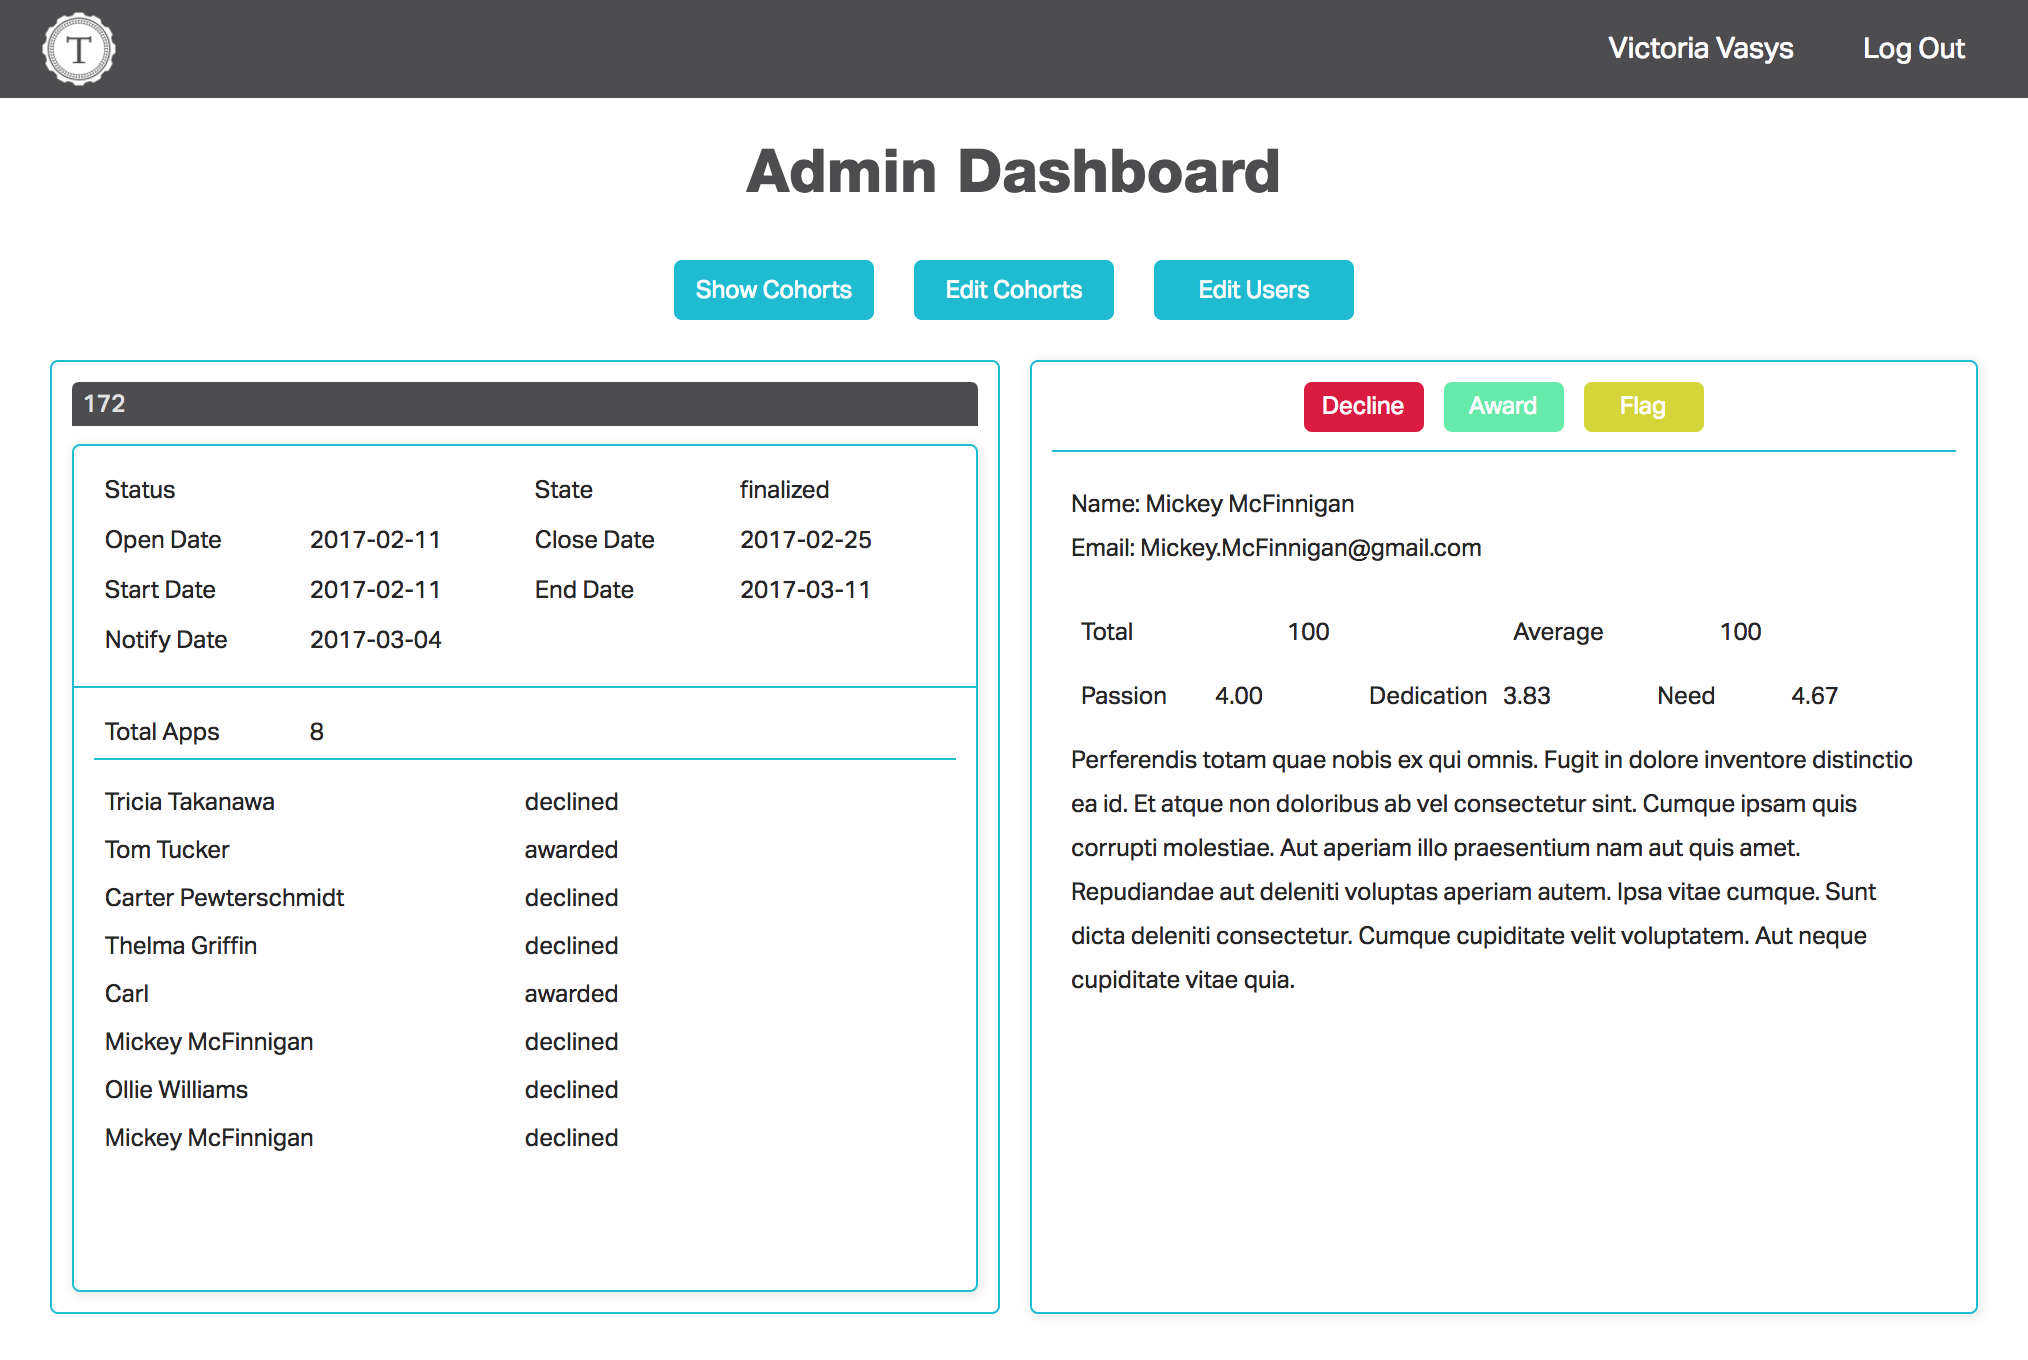 T
Victoria Vasys Log Out
Admin Dashboard
Show Cohorts Edit Cohorts Edit Users
172
Status State finalized
Open Date 2017-02-11 Close Date 2017-02-25
Start Date 2017-02-11 End Date 2017-03-11
Notify Date 2017-03-04
Total Apps 8
Tricia Takanawa declined
Tom Tucker awarded
Carter Pewterschmidt declined
Thelma Griffin declined
Carl awarded
Mickey McFinnigan declined
Ollie Williams declined
Mickey McFinnigan declined
Decline Award Flag
Name: Mickey McFinnigan
Email: Mickey.McFinnigan@gmail.com
Total 100 Average 100
Passion 4.00 Dedication 3.83 Need 4.67
Perferendis totam quae nobis ex qui omnis. Fugit in dolore inventore distinctio
ea id. Et atque non doloribus ab vel consectetur sint. Cumque ipsam quis
corrupti molestiae. Aut aperiam illo praesentium nam aut quis amet.
Repudiandae aut deleniti voluptas aperiam autem. Ipsa vitae cumque. Sunt
dicta deleniti consectetur. Cumque cupiditate velit voluptatem. Aut neque
cupiditate vitae quia.